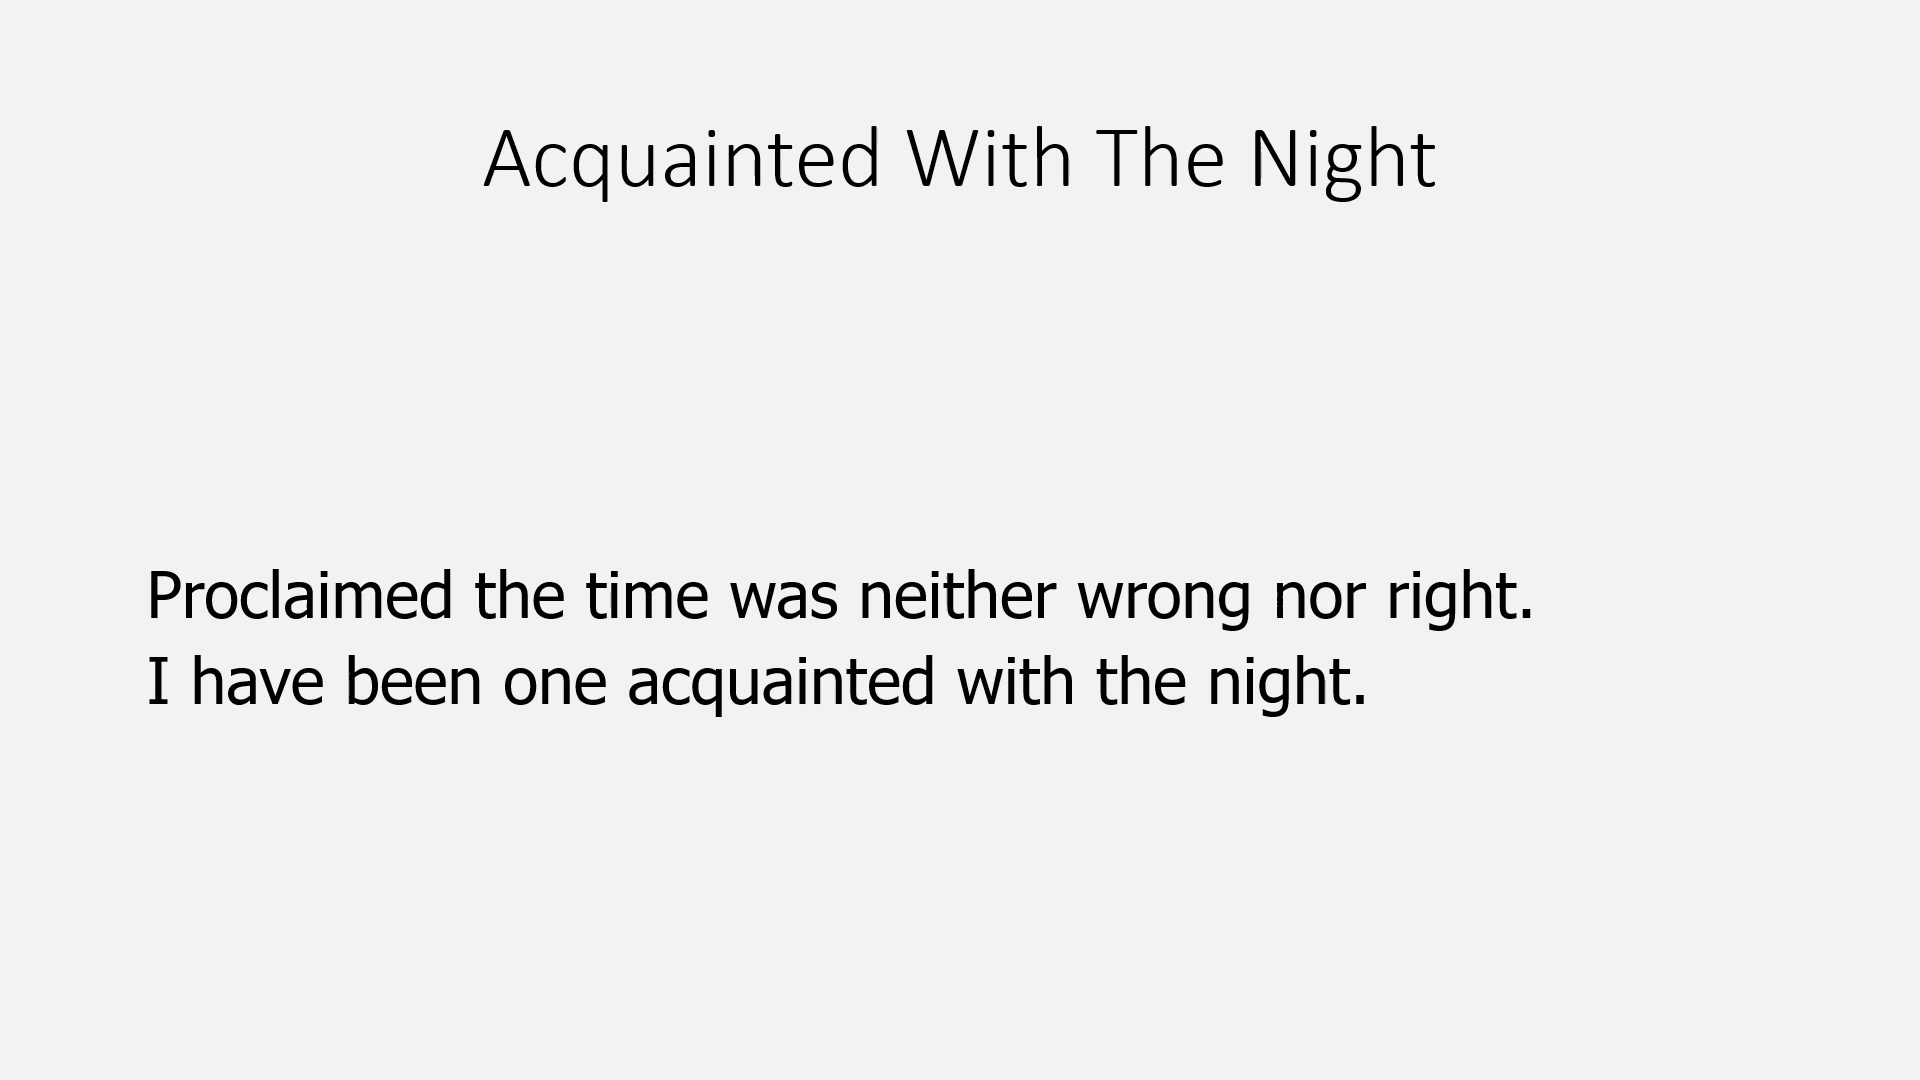 Acquainted With The Night
Proclaimed the time was neither wrong nor right.
I have been one acquainted with the night.